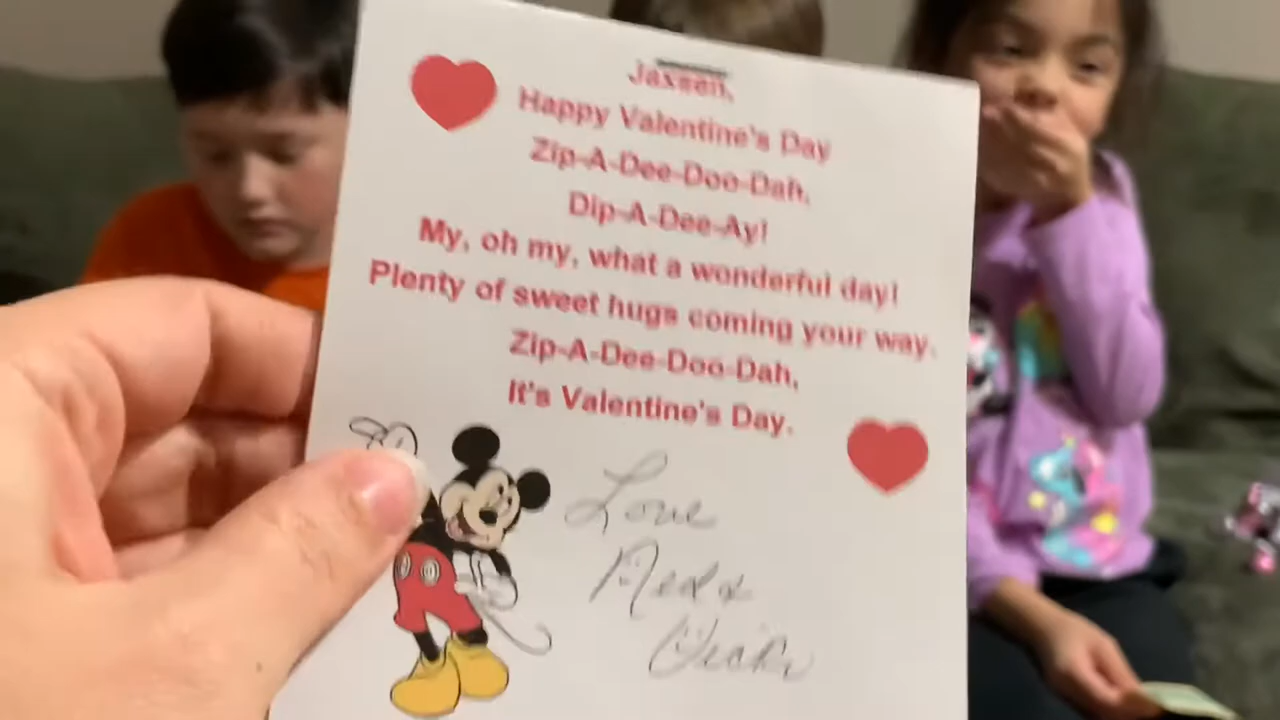 Jaxsen,
Happy Valentine's Day
Zip-A-Dee-Doo-Dah,
Dip-A-Dee-Ay!
My, oh my, what a wonderful day!
Plenty of sweet hugs coming your way.
Zip-A-Dee-Doo-Dah,
It's Valentine's Day.
Love